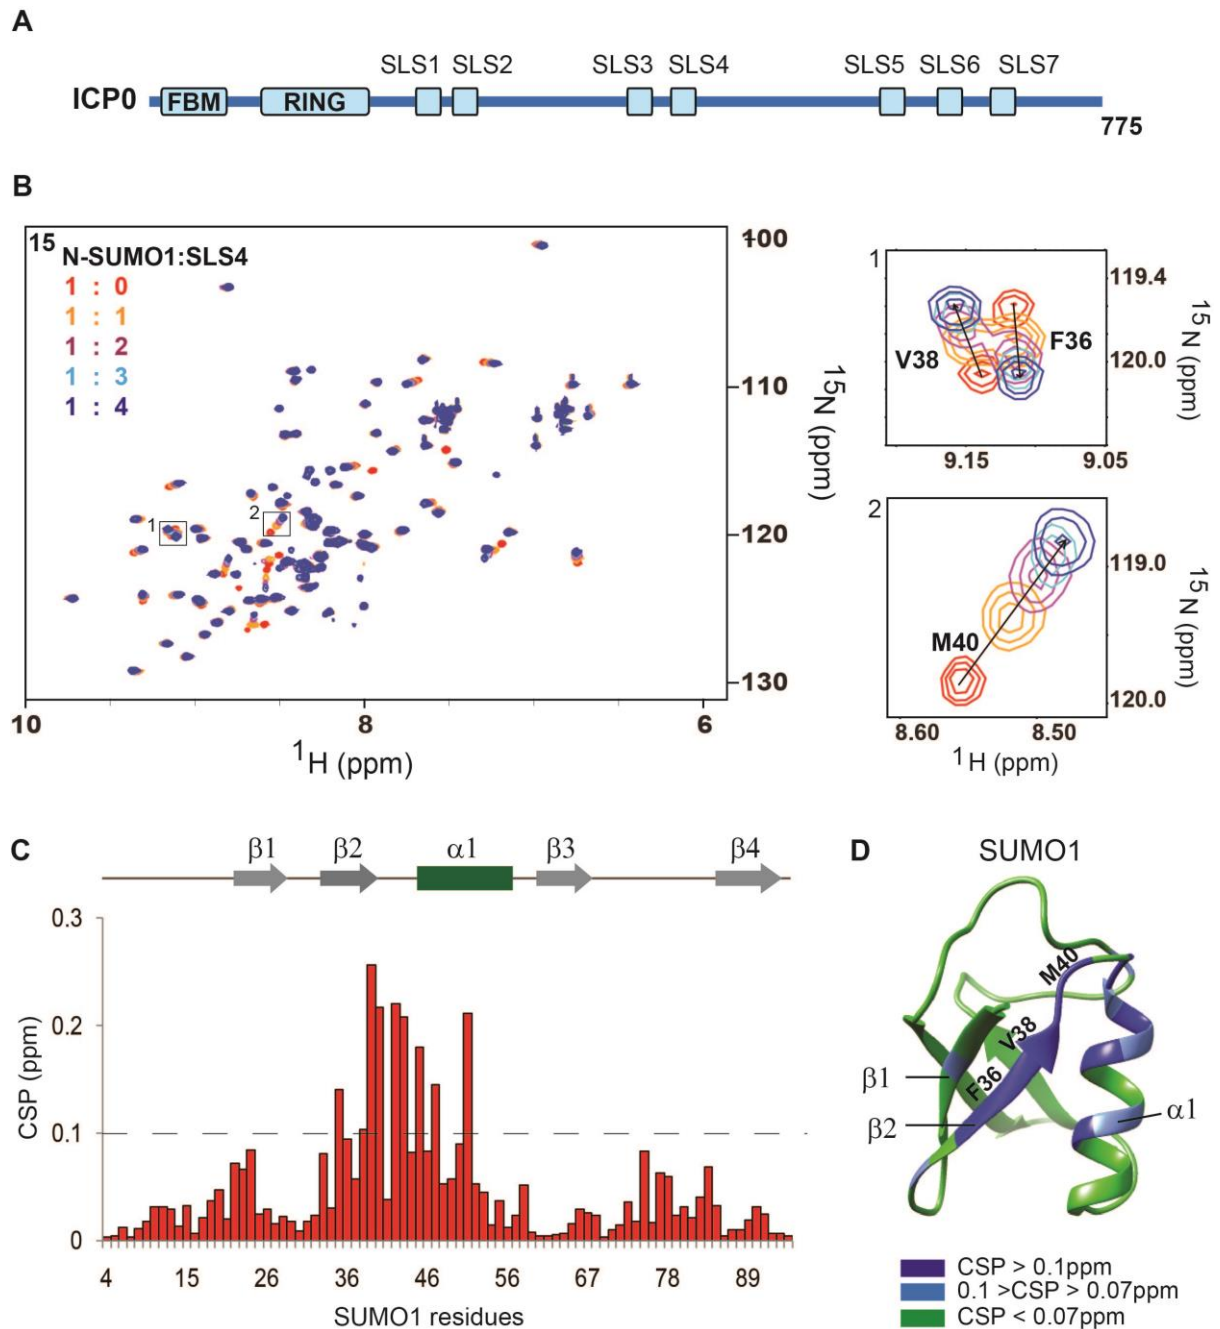 A
SLS1 SLS2 SLS3 SLS4 SLS5 SLS6 SLS7
ICP0 FBM RING
775
B
15
N-SUMO1:SLS4
1 : 0
1 : 1
1 : 2
1 : 3
1 : 4
1
2
100
110
120
130
15N (ppm)
10 8 6
1H (ppm)
1
V38
F36
119.4
120.0
15N (ppm)
9.15 9.05
2
M40
119.0
120.0
15N (ppm)
8.60 8.50
1H (ppm)
C
β1 β2 α1 β3 β4
0.3
0.2
0.1
0
CSP (ppm)
4 15 26 36 46 56 67 78 89
SUMO1 residues
D
SUMO1
M40
V38
F36
β1
β2
α1
CSP > 0.1ppm
0.1 >CSP > 0.07ppm
CSP < 0.07ppm